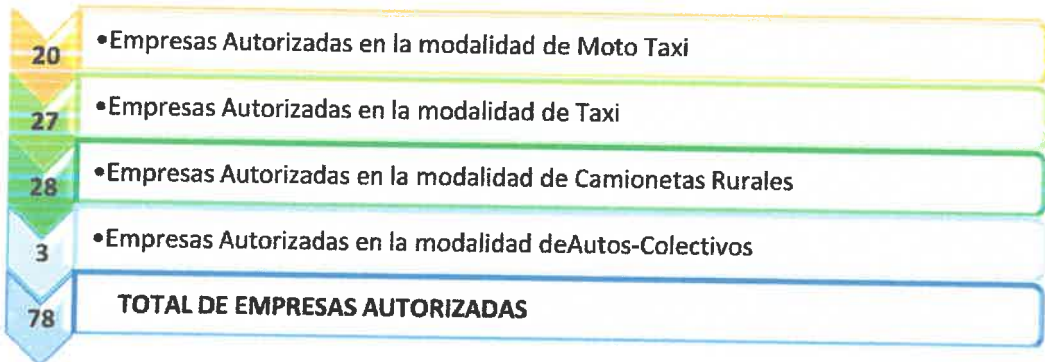 20 •Empresas Autorizadas en la modalidad de Moto Taxi
27 •Empresas Autorizadas en la modalidad de Taxi
28 •Empresas Autorizadas en la modalidad de Camionetas Rurales
3 •Empresas Autorizadas en la modalidad deAutos-Colectivos
78 TOTAL DE EMPRESAS AUTORIZADAS